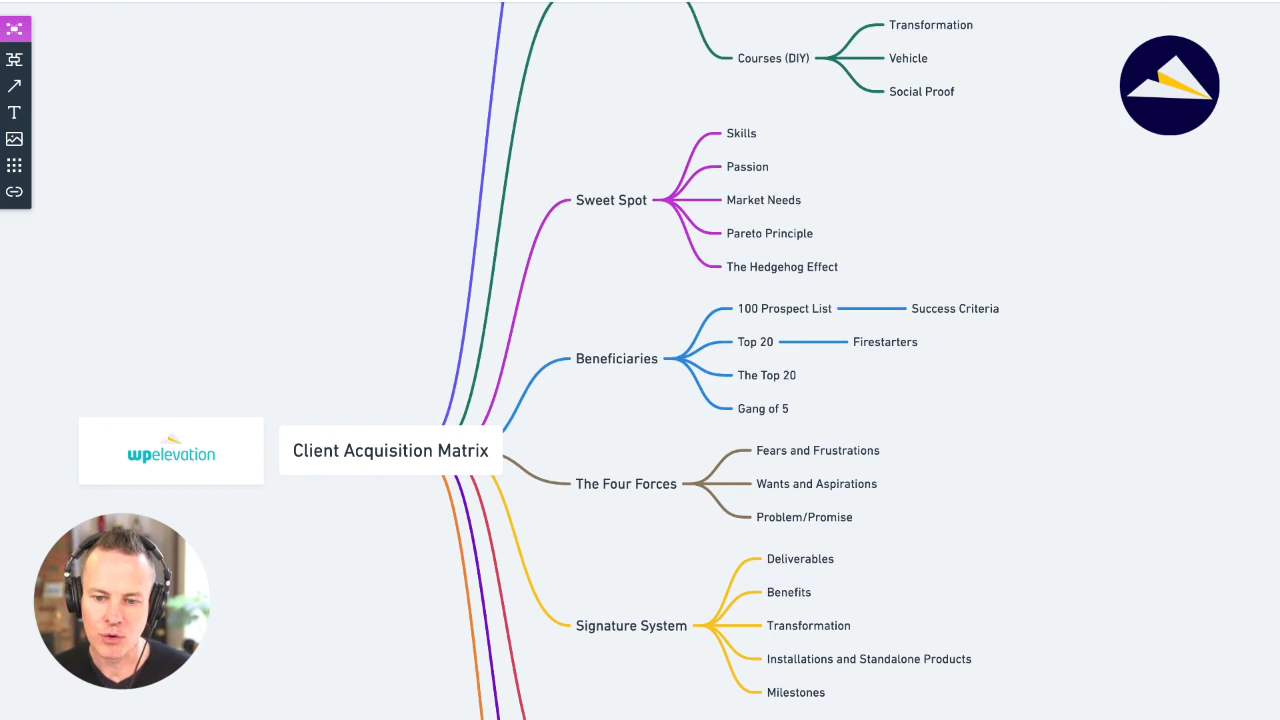 Transformation
Courses (DIY)
Vehicle
Social Proof
Skills
Passion
Sweet Spot
Market Needs
Pareto Principle
The Hedgehog Effect
100 Prospect List
Success Criteria
Top 20
Firestarters
Beneficiaries
The Top 20
Gang of 5
wpelevation
Client Acquisition Matrix
Fears and Frustrations
The Four Forces
Wants and Aspirations
Problem/Promise
Deliverables
Benefits
Signature System
Transformation
Installations and Standalone Products
Milestones
T